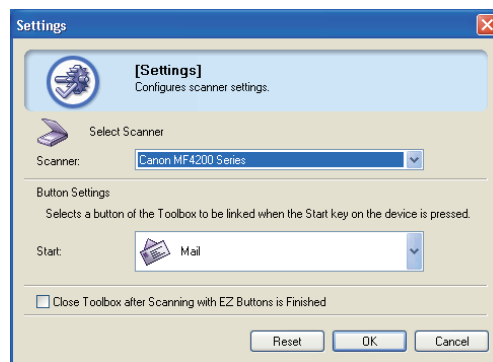 Settings
[Settings]
Configures scanner settings.
Select Scanner
Scanner: Canon MF4200 Series
Button Settings
Selects a button of the Toolbox to be linked when the Start key on the device is pressed.
Start: Mail
Close Toolbox after Scanning with EZ Buttons is Finished
Reset OK Cancel